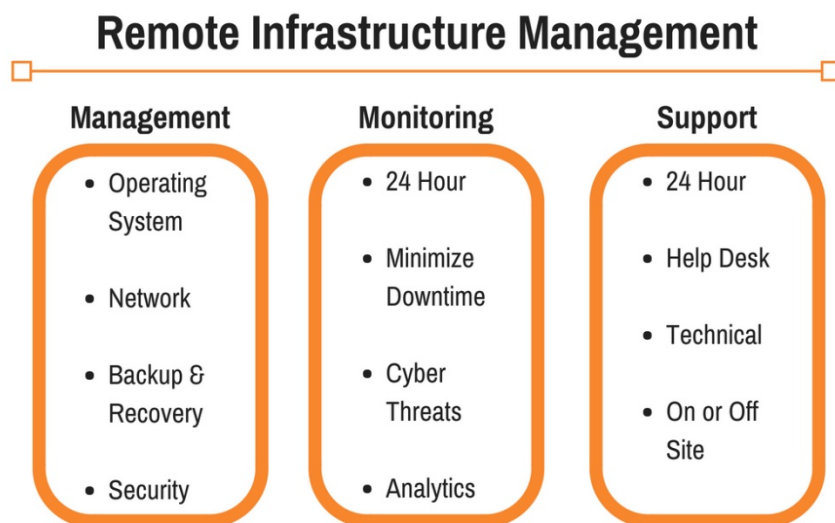 Remote Infrastructure Management
Management
• Operating
System
• Network
• Backup &
Recovery
• Security
Monitoring
• 24 Hour
• Minimize
Downtime
• Cyber
Threats
• Analytics
Support
• 24 Hour
• Help Desk
• Technical
• On or Off
Site